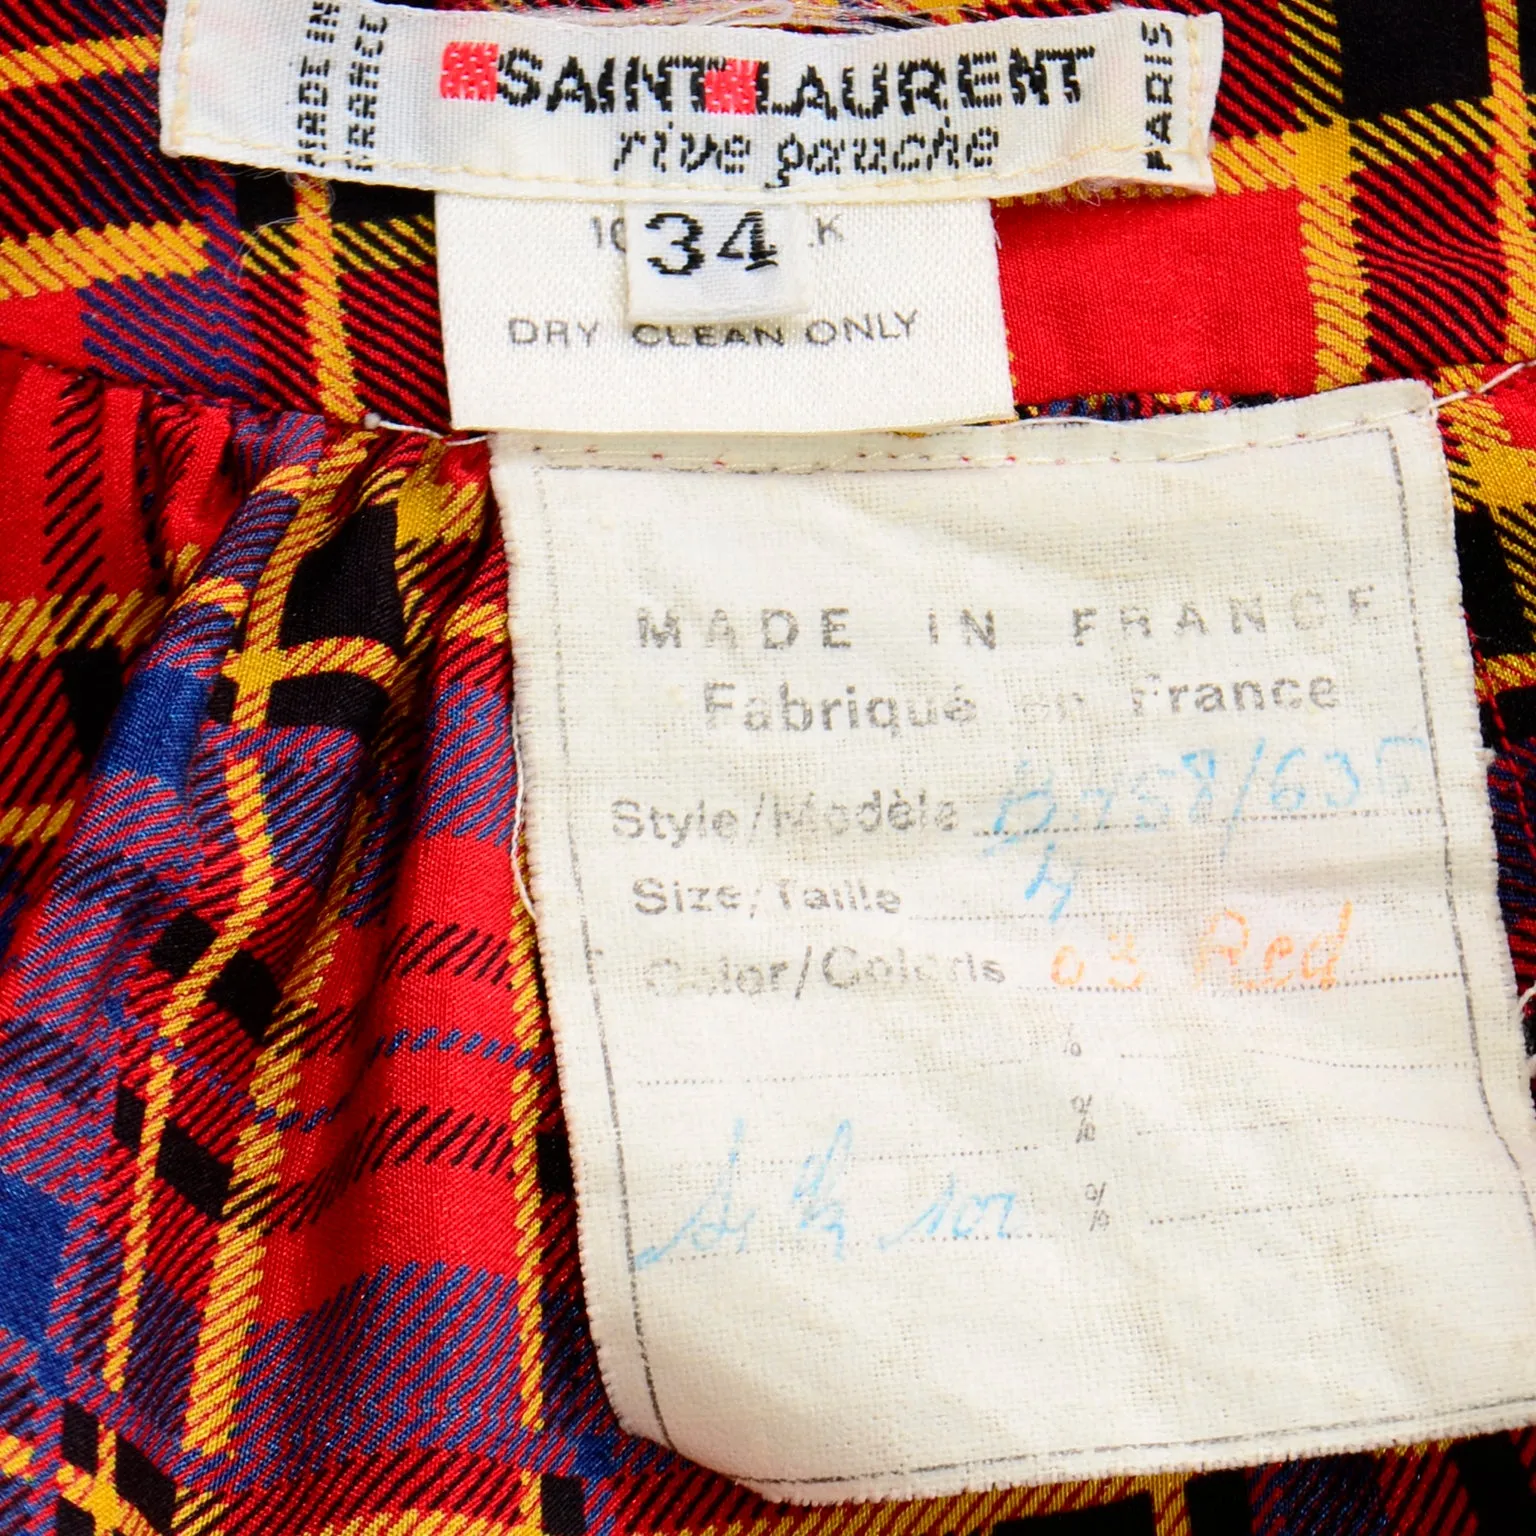 MADE IN FRANCE
SAINT LAURENT
rive gauche
PARIS
34
DRY CLEAN ONLY
MADE IN FRANCE
Fabriqué en France
Style/Modèle
Size/Taille
Color/Coloris 03 Red
%
%
%